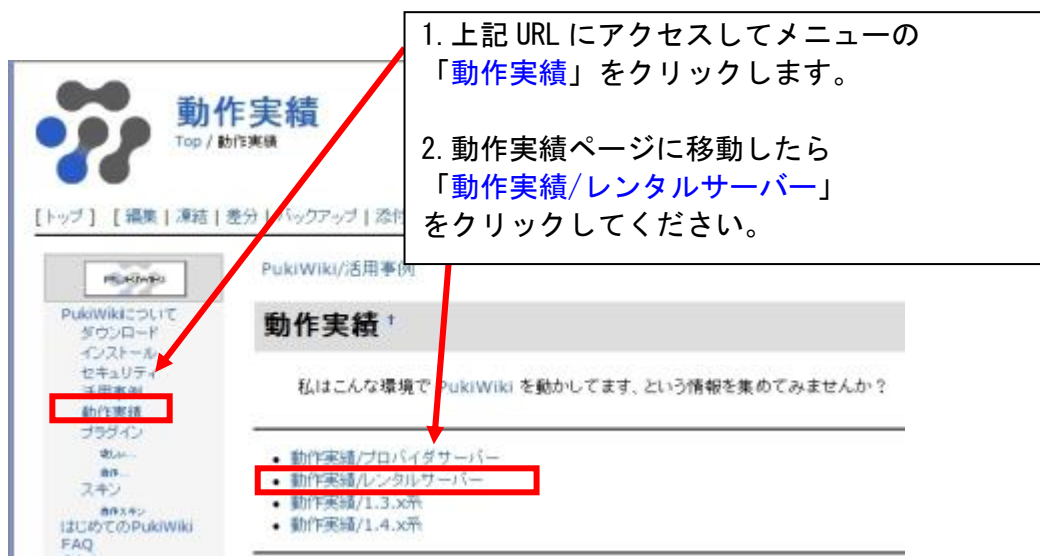 1.上記URLにアクセスしてメニューの
「動作実績」をクリックします。
2.動作実績ページに移動したら
「動作実績/レンタルサーバー」
をクリックしてください。
動作実績
Top / 動作実績
[トップ] [編集 | 凍結 | 差分 | バックアップ | 添付
PukiWiki/活用事例
PukiWikiについて
ダウンロード
インストール
セキュリティ
活用事例
動作実績
プラグイン
欲しい...
自作...
スキン
自作スキン
はじめてのPukiWiki
FAQ
動作実績†
私はこんな環境で PukiWiki を動かしてます、という情報を集めてみませんか?
• 動作実績/プロバイダサーバー
• 動作実績/レンタルサーバー
• 動作実績/1.3.x系
• 動作実績/1.4.x系